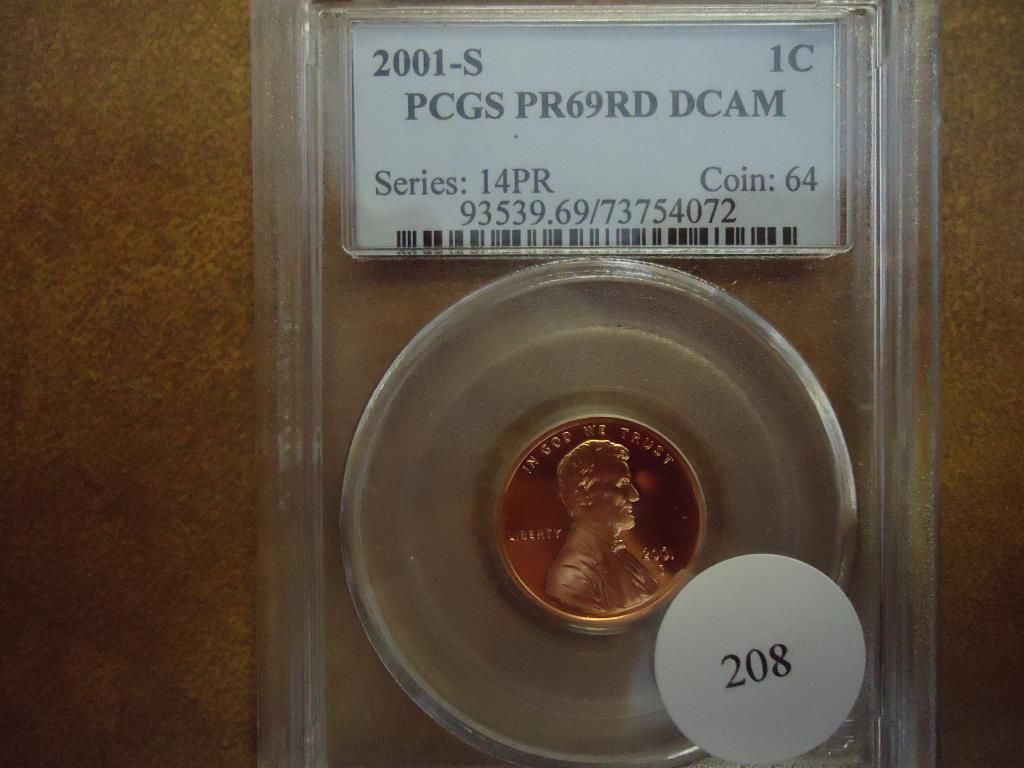 2001-S 1C
PCGS PR69RD DCAM
Series: 14PR Coin: 64
93539.69/73754072
IN GOD WE TRUST
LIBERTY
2001
S
208